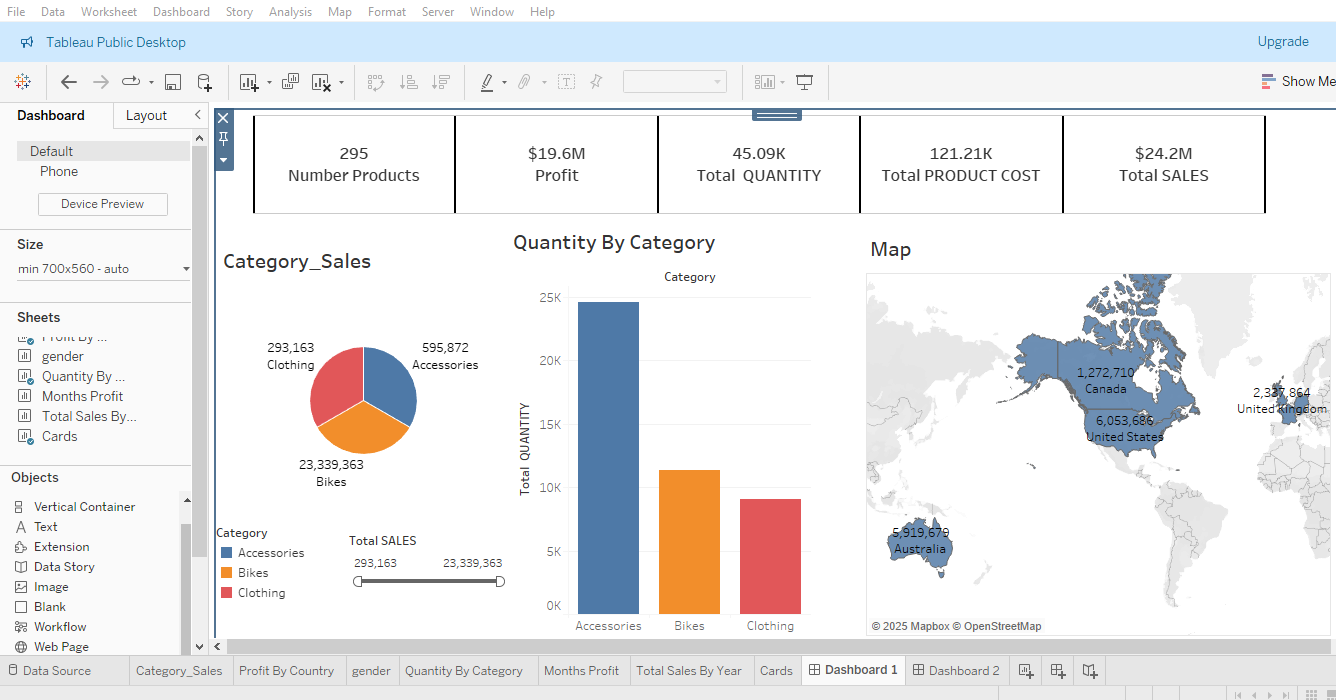 File Data Worksheet Dashboard Story Analysis Map Format Server Window Help
Tableau Public Desktop
Upgrade
Show Me
Dashboard Layout
Default
Phone
Device Preview
Size
min 700x560 - auto
Sheets
Profit By ...
gender
Quantity By ...
Months Profit
Total Sales By...
Cards
Objects
Vertical Container
Text
Extension
Data Story
Image
Blank
Workflow
Web Page
295
Number Products
$19.6M
Profit
45.09K
Total QUANTITY
121.21K
Total PRODUCT COST
$24.2M
Total SALES
Category_Sales
293,163
Clothing
595,872
Accessories
23,339,363
Bikes
Category
Accessories
Bikes
Clothing
Total SALES
293,163 23,339,363
Quantity By Category
Category
Total QUANTITY
25K
20K
15K
10K
5K
0K
Accessories Bikes Clothing
Map
1,272,710
Canada
6,053,686
United States
2,337,864
United Kingdom
5,919,679
Australia
© 2025 Mapbox © OpenStreetMap
Data Source Category_Sales Profit By Country gender Quantity By Category Months Profit Total Sales By Year Cards Dashboard 1 Dashboard 2